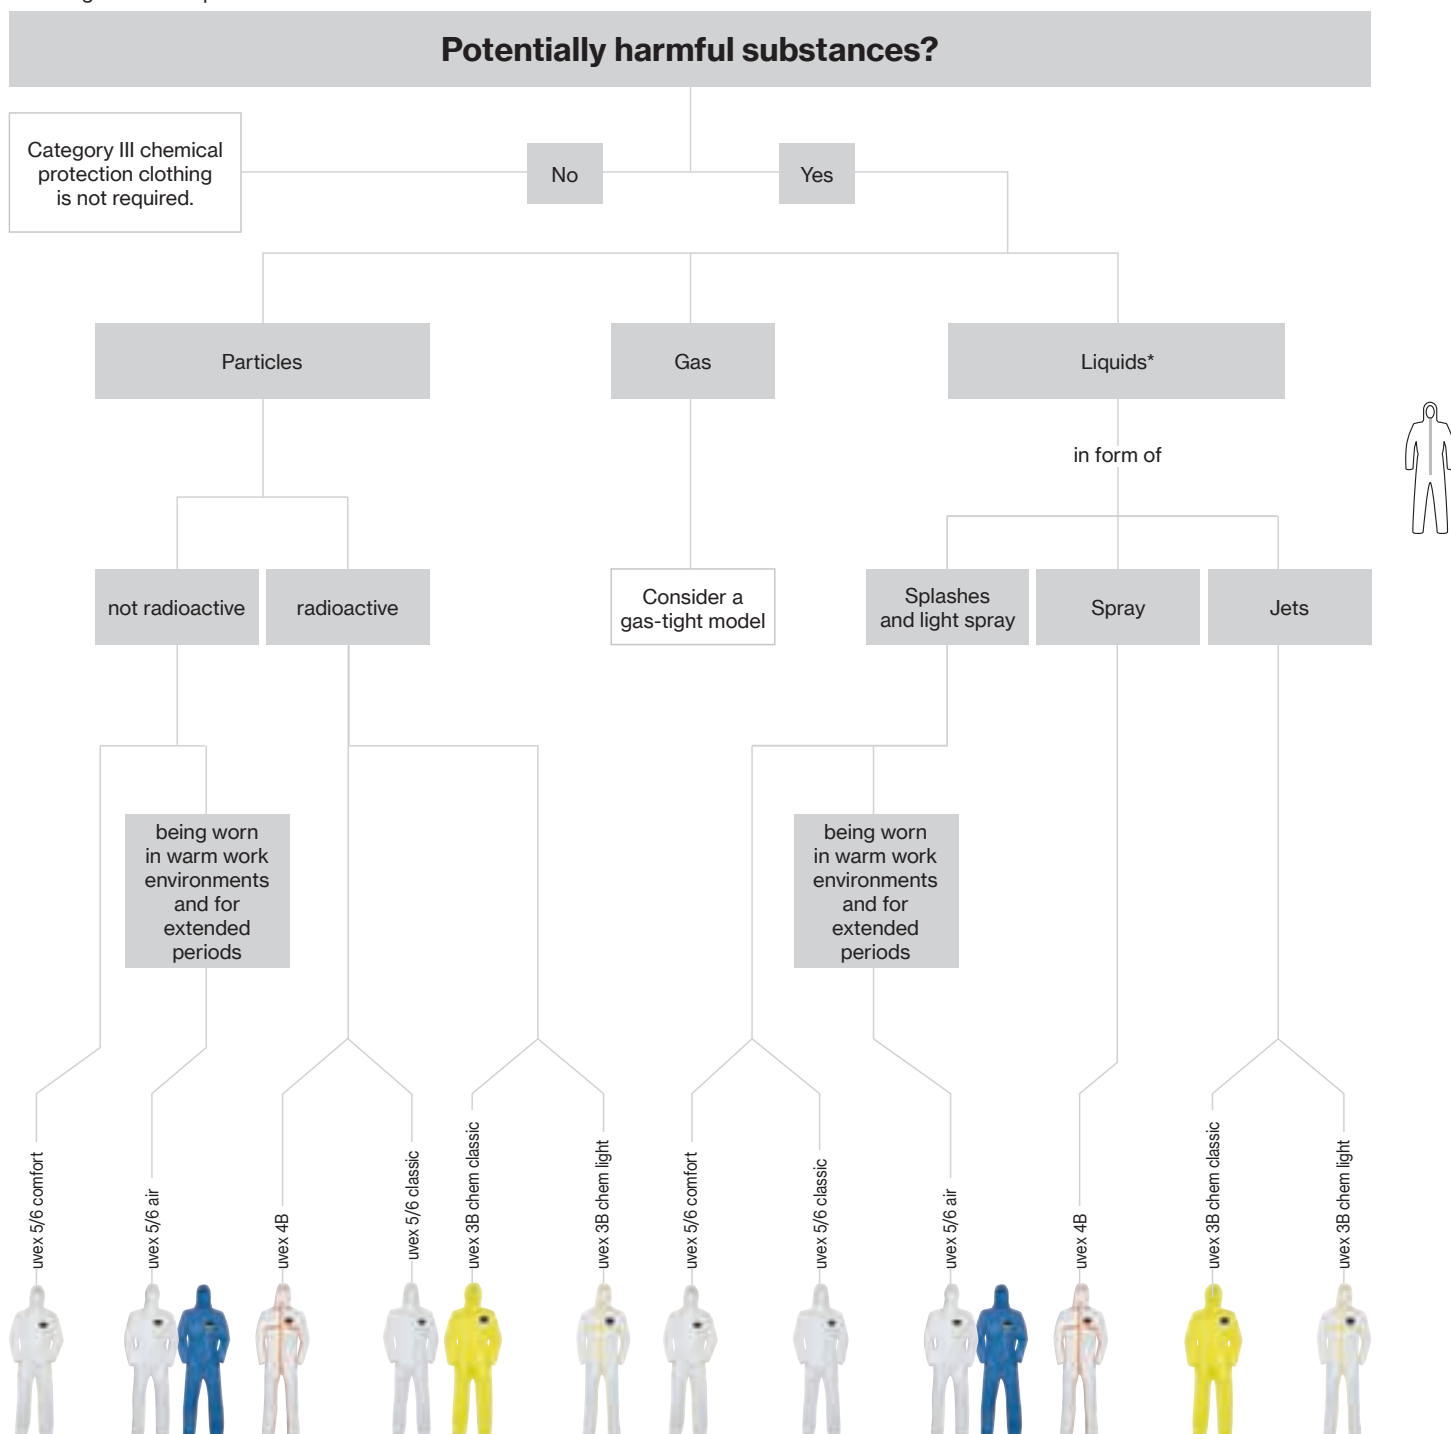 Potentially harmful substances?
Category III chemical
protection clothing
is not required.
No
Yes
Particles
Gas
Liquids*
in form of
not radioactive
radioactive
Consider a
gas-tight model
Splashes
and light spray
Spray
Jets
being worn
in warm work
environments
and for
extended
periods
being worn
in warm work
environments
and for
extended
periods
uvex 5/6 comfort
uvex 5/6 air
uvex 4B
uvex 5/6 classic
uvex 3B chem classic
uvex 3B chem light
uvex 5/6 comfort
uvex 5/6 classic
uvex 5/6 air
uvex 4B
uvex 3B chem classic
uvex 3B chem light